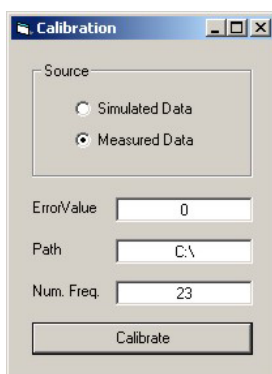 Calibration
Source
Simulated Data
Measured Data
ErrorValue 0
Path C:\
Num. Freq. 23
Calibrate